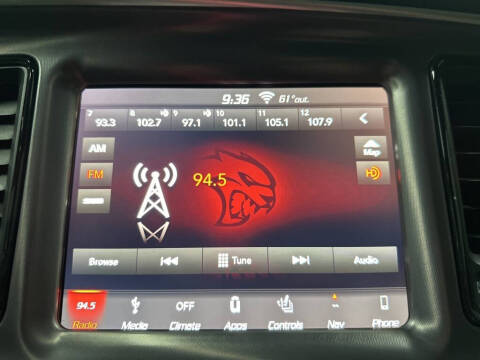 9:36 61°out.
7 8 9 10 11 12
93.3 102.7 97.1 101.1 105.1 107.9
AM
Map
FM
HD
94.5
Browse Tune Audio
94.5 OFF
Radio Media Climate Apps Controls Nav Phone